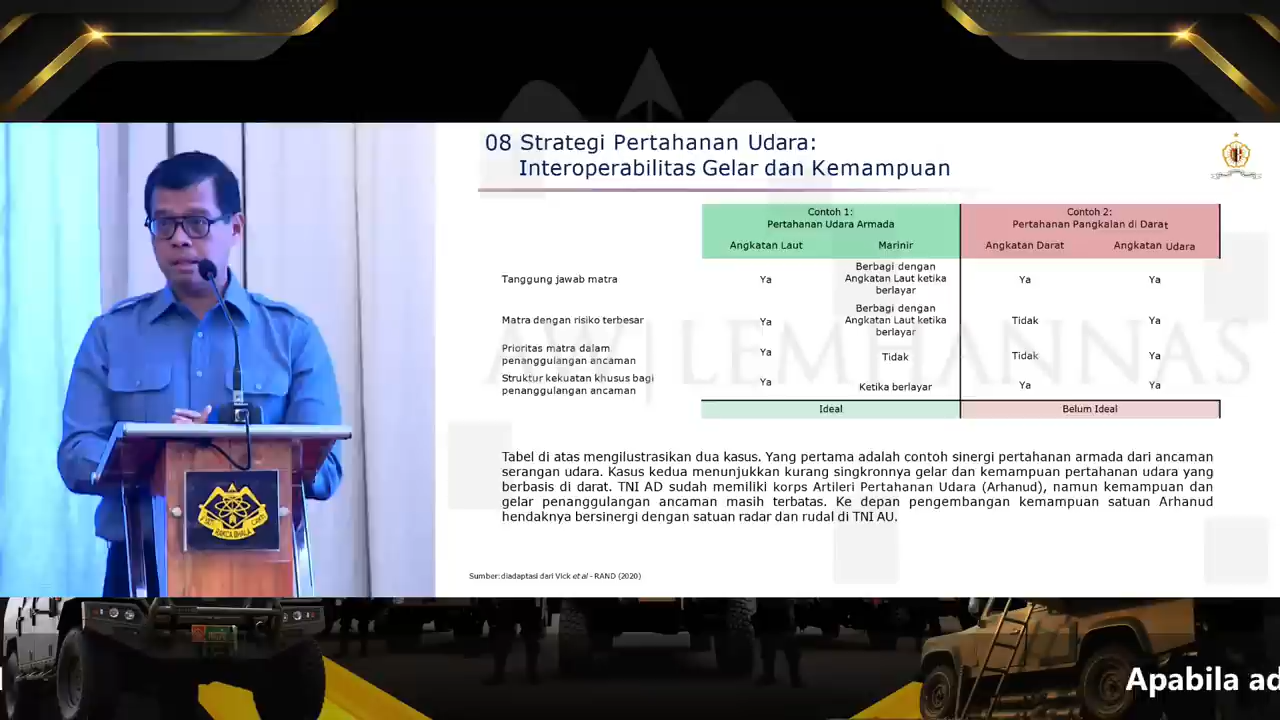 08 Strategi Pertahanan Udara:
Interoperabilitas Gelar dan Kemampuan
Contoh 1:
Pertahanan Udara Armada
Contoh 2:
Pertahanan Pangkalan di Darat
Angkatan Laut
Marinir
Angkatan Darat
Angkatan Udara
Tanggung jawab matra
Ya
Berbagi dengan
Angkatan Laut ketika
berlayar
Ya
Ya
Matra dengan risiko terbesar
Ya
Berbagi dengan
Angkatan Laut ketika
berlayar
Tidak
Ya
Prioritas matra dalam
penanggulangan ancaman
Ya
Tidak
Tidak
Ya
Struktur kekuatan khusus bagi
penanggulangan ancaman
Ya
Ketika berlayar
Ya
Ya
Ideal
Belum Ideal
Tabel di atas mengilustrasikan dua kasus. Yang pertama adalah contoh sinergi pertahanan armada dari ancaman
serangan udara. Kasus kedua menunjukkan kurang singkronnya gelar dan kemampuan pertahanan udara yang
berbasis di darat. TNI AD sudah memiliki korps Artileri Pertahanan Udara (Arhanud), namun kemampuan dan
gelar penanggulangan ancaman masih terbatas. Ke depan pengembangan kemampuan satuan Arhanud
hendaknya bersinergi dengan satuan radar dan rudal di TNI AU.
Sumber: diadaptasi dari Vick et al - RAND (2020)
LEMHANNAS
Apabila ad